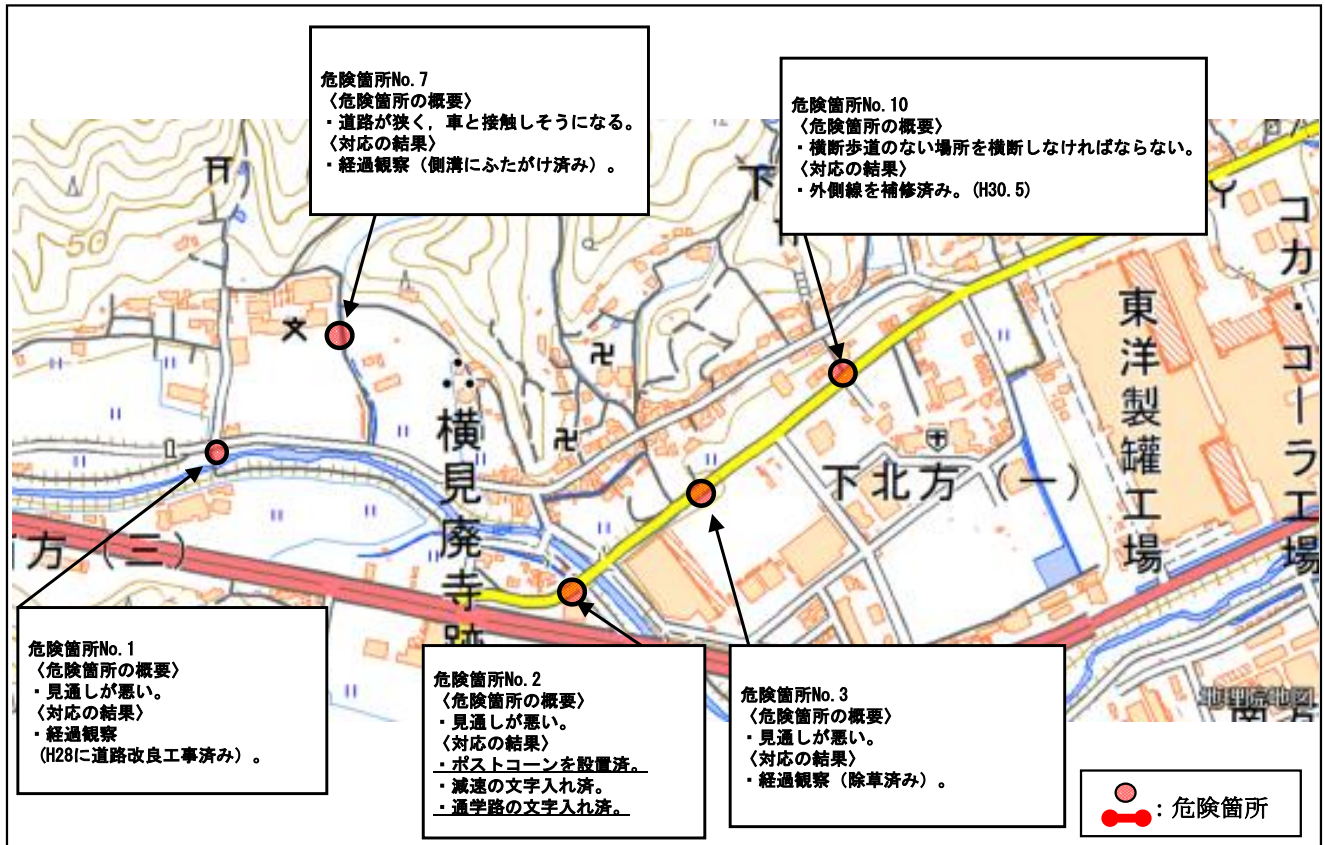 危険箇所No.7
〈危険箇所の概要〉
・道路が狭く，車と接触しそうになる。
〈対応の結果〉
・経過観察（側溝にふたがけ済み）。
危険箇所No.10
〈危険箇所の概要〉
・横断歩道のない場所を横断しなければならない。
〈対応の結果〉
・外側線を補修済み。(H30.5)
50
下
コカ・コーラ工場
東洋製罐工場
横見廃寺跡
下北方（一）
方（三）
危険箇所No.1
〈危険箇所の概要〉
・見通しが悪い。
〈対応の結果〉
・経過観察
(H28に道路改良工事済み）。
危険箇所No.2
〈危険箇所の概要〉
・見通しが悪い。
〈対応の結果〉
・ポストコーンを設置済。
・減速の文字入れ済。
・通学路の文字入れ済。
危険箇所No.3
〈危険箇所の概要〉
・見通しが悪い。
〈対応の結果〉
・経過観察（除草済み）。
地理院地図
：危険箇所